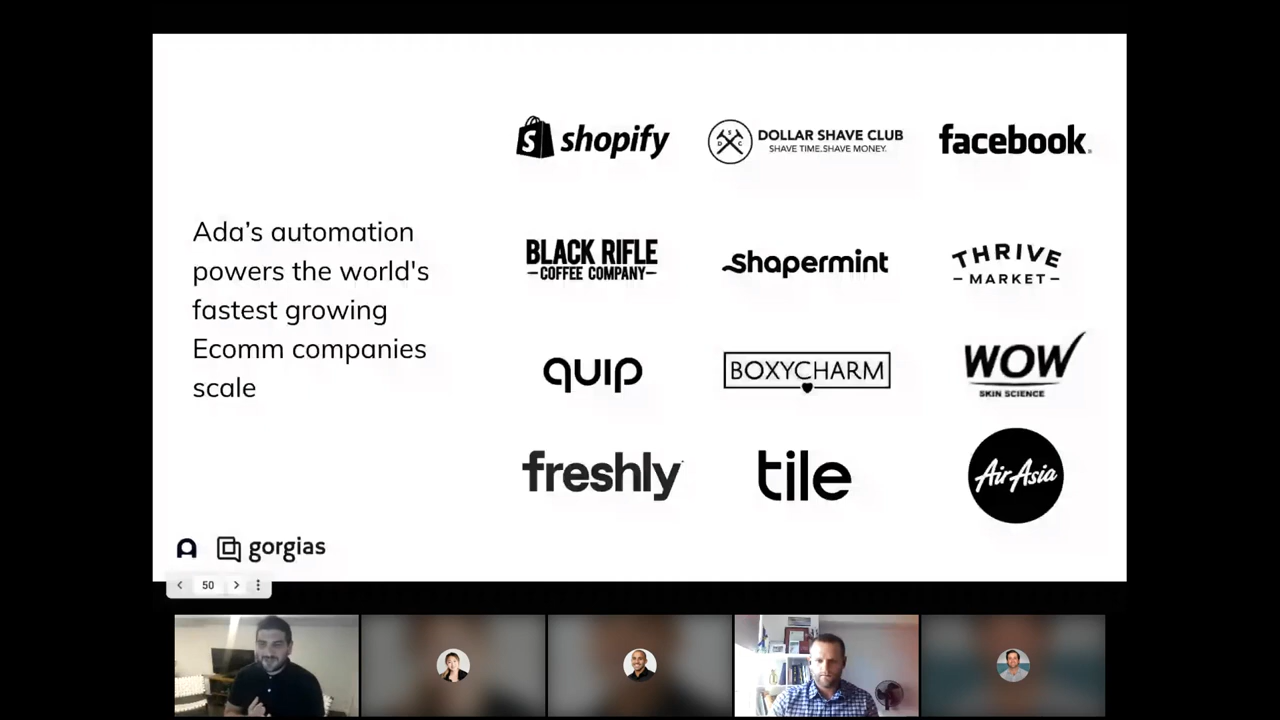 Ada's automation
powers the world's
fastest growing
Ecomm companies
scale
shopify
DOLLAR SHAVE CLUB
SHAVE TIME.SHAVE MONEY.
facebook
BLACK RIFLE
COFFEE COMPANY
shapermint
THRIVE
MARKET
quip
BOXYCHARM
WOW
SKIN SCIENCE
freshly
tile
AirAsia
gorgias
50